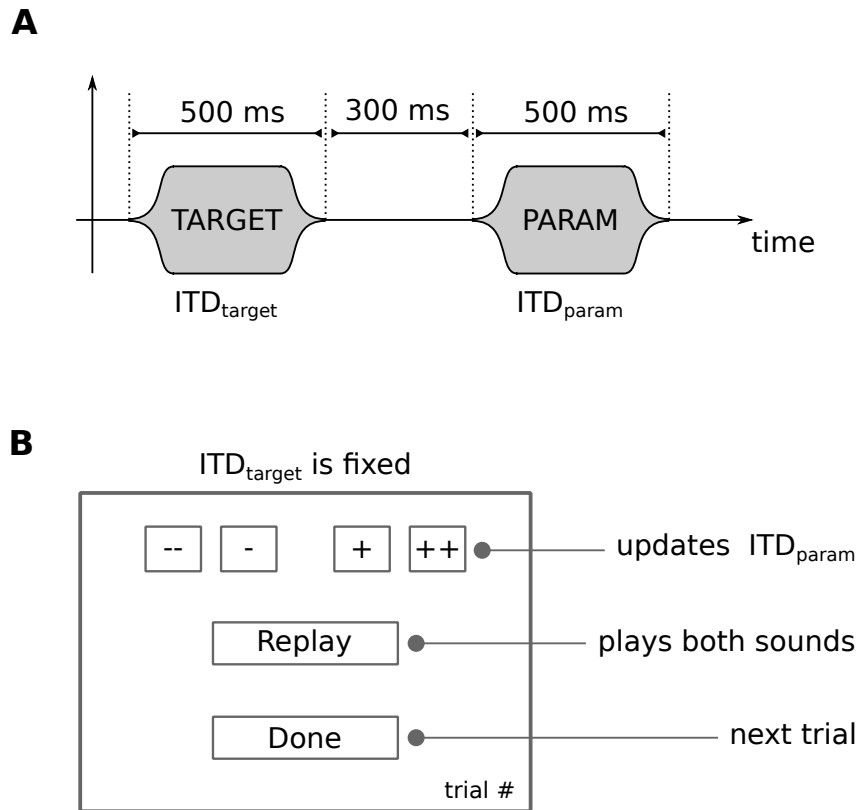 A
500 ms 300 ms 500 ms
TARGET PARAM
time
ITDtarget ITDparam
B
ITDtarget is fixed
-- - + ++ updates ITDparam
Replay plays both sounds
Done next trial
trial #